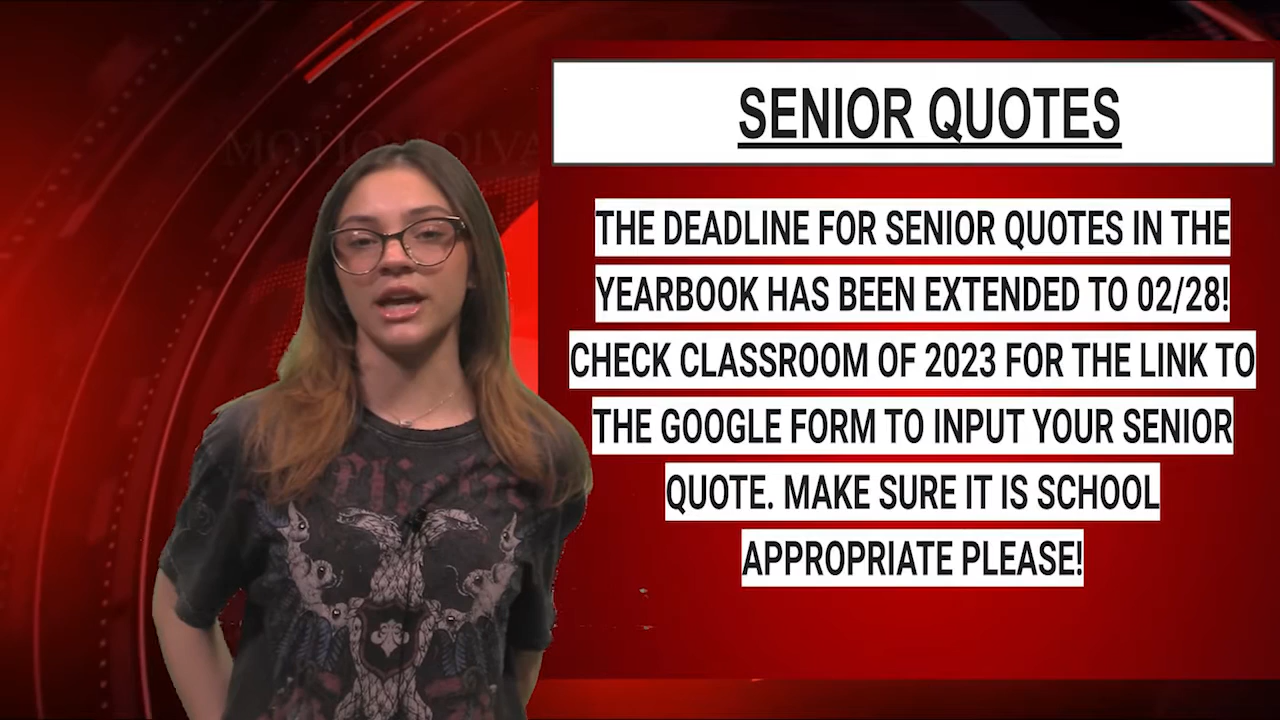 MOTION DIVA
SENIOR QUOTES
THE DEADLINE FOR SENIOR QUOTES IN THE
YEARBOOK HAS BEEN EXTENDED TO 02/28!
CHECK CLASSROOM OF 2023 FOR THE LINK TO
THE GOOGLE FORM TO INPUT YOUR SENIOR
QUOTE. MAKE SURE IT IS SCHOOL
APPROPRIATE PLEASE!